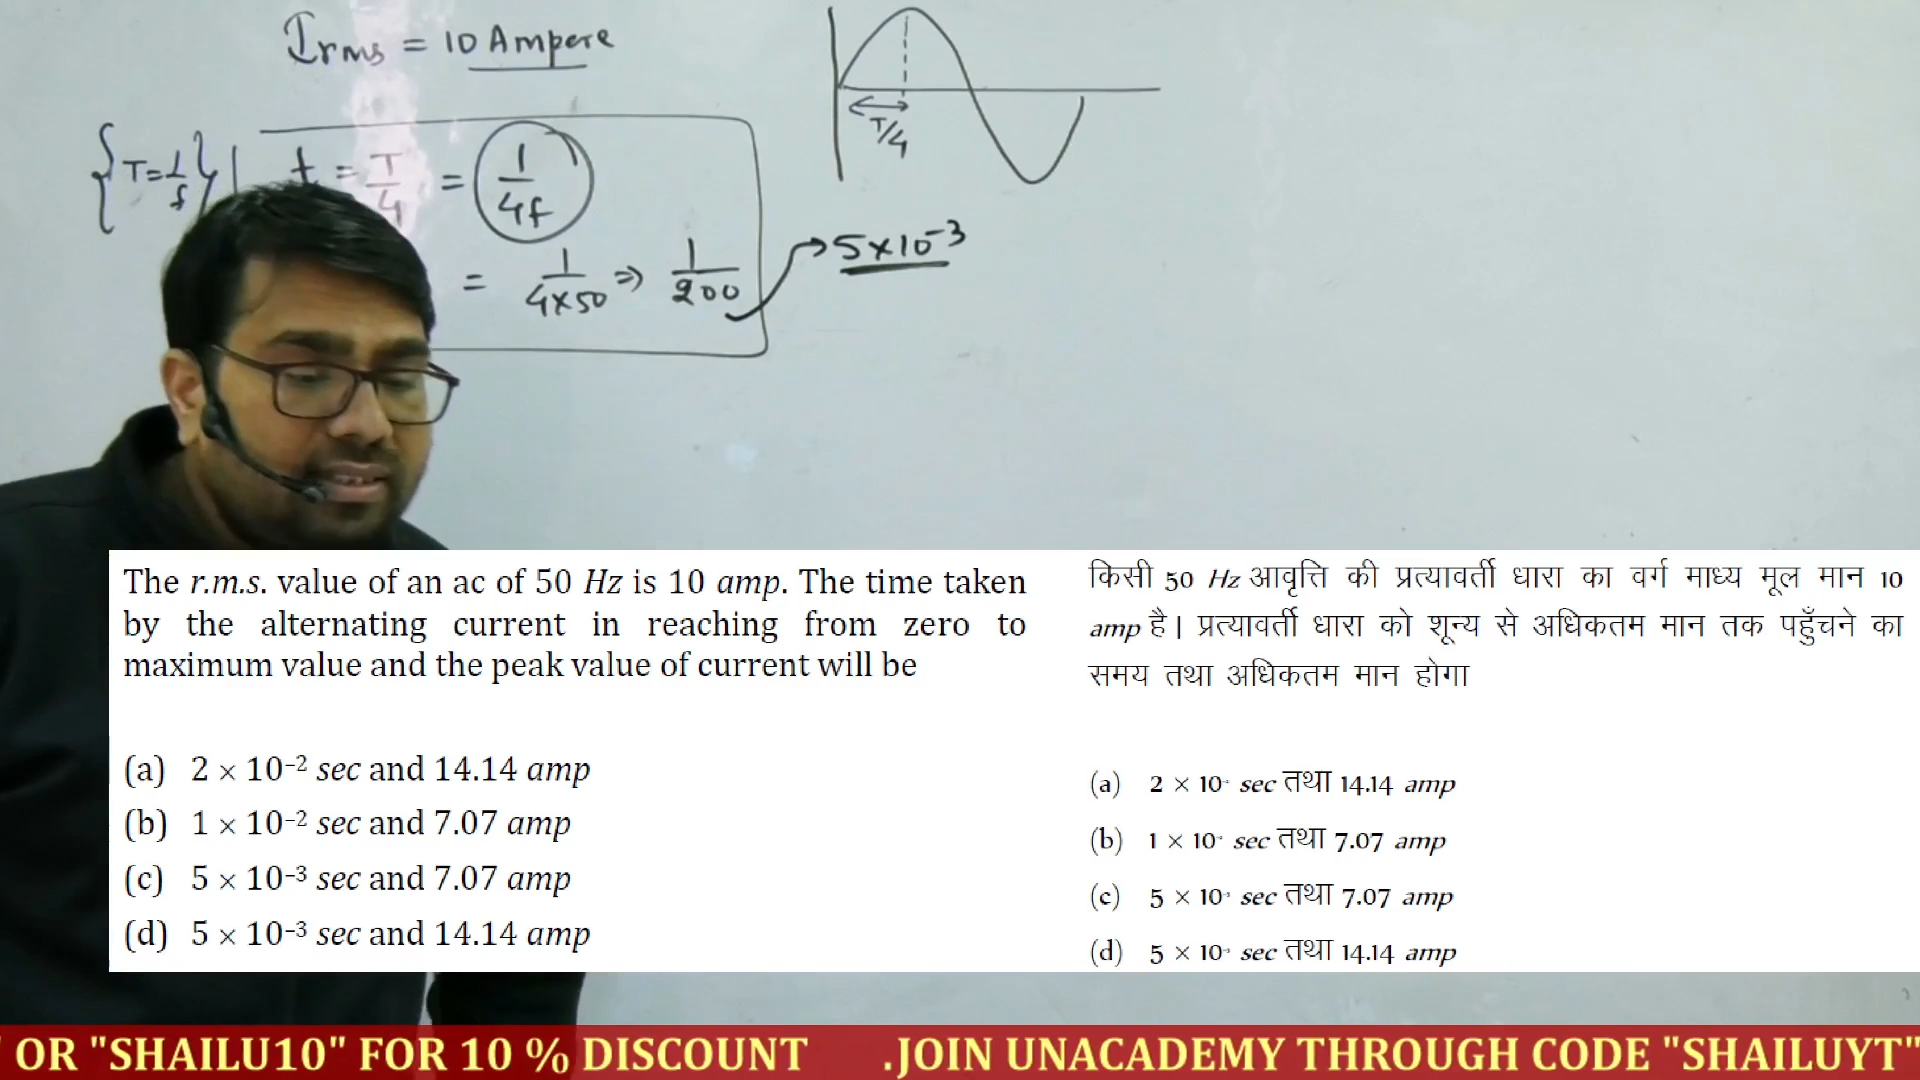 Irms = 10 Ampere
{T=1/f} t = T/4 = 1/4f
T/4
= 1/4×50 ⇒ 1/200 → 5×10⁻³
The r.m.s. value of an ac of 50 Hz is 10 amp. The time taken
by the alternating current in reaching from zero to
maximum value and the peak value of current will be
(a) 2 × 10⁻² sec and 14.14 amp
(b) 1 × 10⁻² sec and 7.07 amp
(c) 5 × 10⁻³ sec and 7.07 amp
(d) 5 × 10⁻³ sec and 14.14 amp
किसी 50 Hz आवृत्ति की प्रत्यावर्ती धारा का वर्ग माध्य मूल मान 10
amp है। प्रत्यावर्ती धारा को शून्य से अधिकतम मान तक पहुँचने का
समय तथा अधिकतम मान होगा
(a) 2 × 10 sec तथा 14.14 amp
(b) 1 × 10 sec तथा 7.07 amp
(c) 5 × 10 sec तथा 7.07 amp
(d) 5 × 10 sec तथा 14.14 amp
" OR "SHAILU10" FOR 10 % DISCOUNT .JOIN UNACADEMY THROUGH CODE "SHAILUYT"